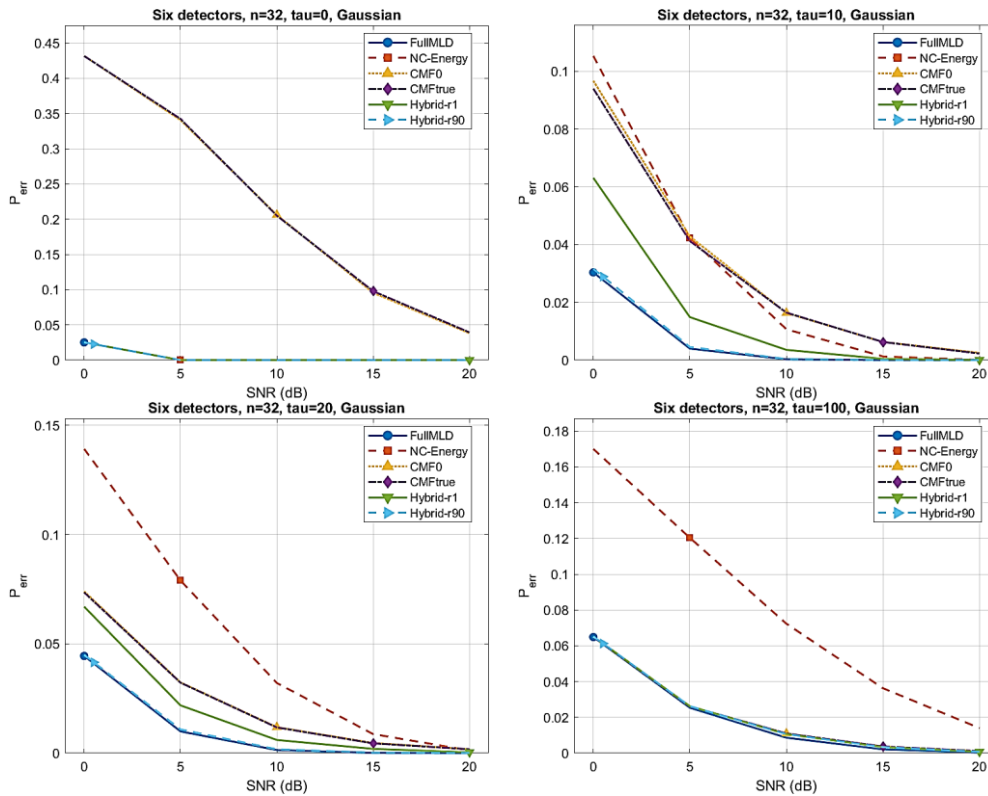 Six detectors, n=32, tau=0, Gaussian
0.45
0.4
0.35
0.3
0.25
0.2
0.15
0.1
0.05
0
P_err
0 5 10 15 20
SNR (dB)
FullMLD
NC-Energy
CMF0
CMFtrue
Hybrid-r1
Hybrid-r90
Six detectors, n=32, tau=10, Gaussian
0.1
0.08
0.06
0.04
0.02
0
P_err
0 5 10 15 20
SNR (dB)
FullMLD
NC-Energy
CMF0
CMFtrue
Hybrid-r1
Hybrid-r90
Six detectors, n=32, tau=20, Gaussian
0.15
0.1
0.05
0
P_err
0 5 10 15 20
SNR (dB)
FullMLD
NC-Energy
CMF0
CMFtrue
Hybrid-r1
Hybrid-r90
Six detectors, n=32, tau=100, Gaussian
0.18
0.16
0.14
0.12
0.1
0.08
0.06
0.04
0.02
0
P_err
0 5 10 15 20
SNR (dB)
FullMLD
NC-Energy
CMF0
CMFtrue
Hybrid-r1
Hybrid-r90